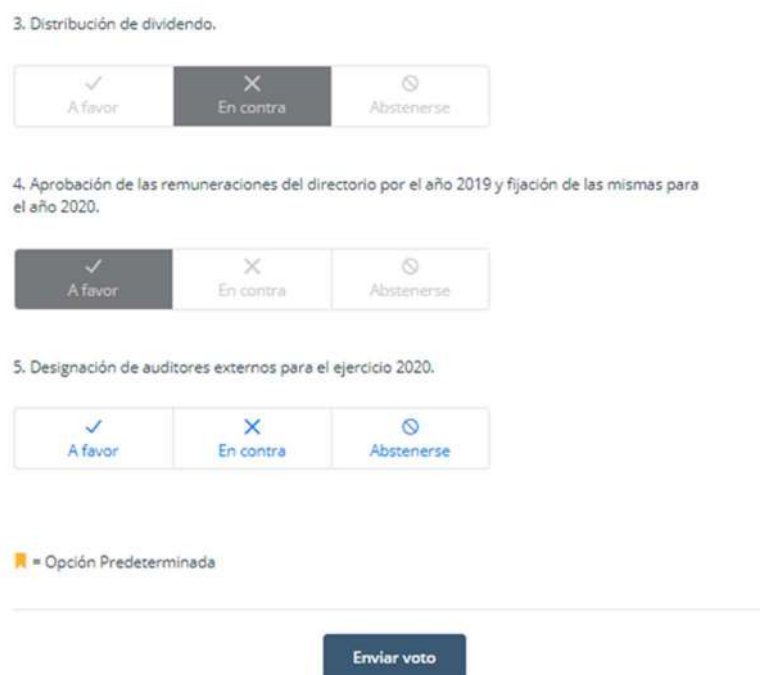 3. Distribución de dividendo.
A favor En contra Abstenerse
4. Aprobación de las remuneraciones del directorio por el año 2019 y fijación de las mismas para
el año 2020.
A favor En contra Abstenerse
5. Designación de auditores externos para el ejercicio 2020.
A favor En contra Abstenerse
= Opción Predeterminada
Enviar voto